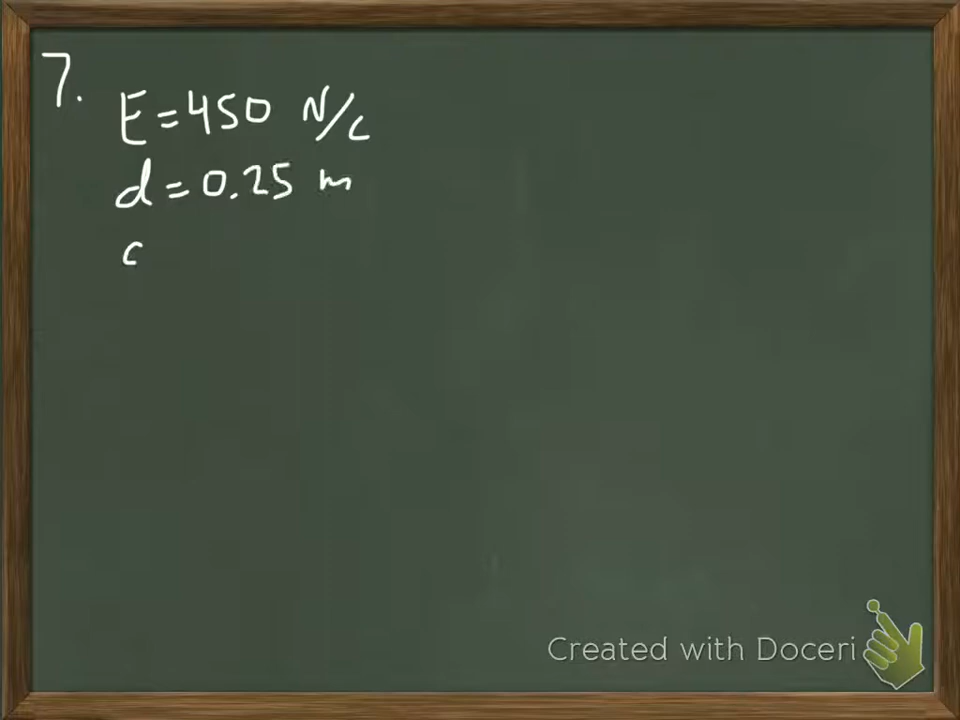 7.
E = 450 N/C
d = 0.25 m
c
Created with Doceri